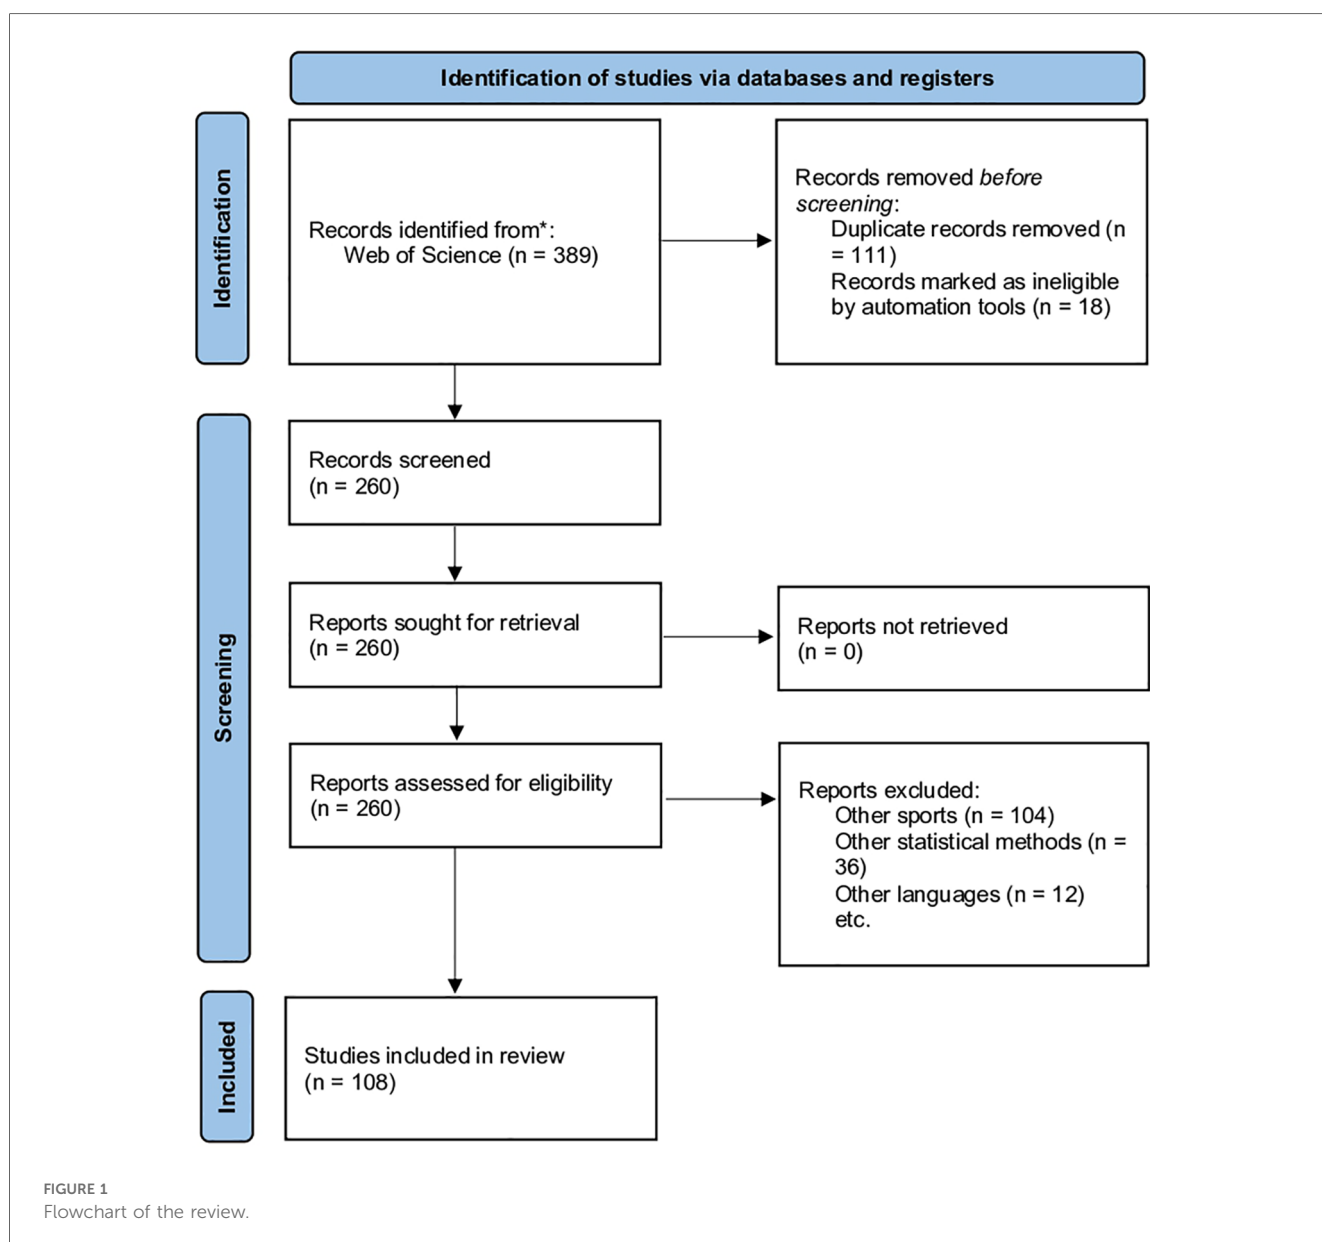 Identification of studies via databases and registers
Identification
Records identified from*:
Web of Science (n = 389)
Records removed before
screening:
Duplicate records removed (n
= 111)
Records marked as ineligible
by automation tools (n = 18)
Screening
Records screened
(n = 260)
Reports sought for retrieval
(n = 260)
Reports not retrieved
(n = 0)
Reports assessed for eligibility
(n = 260)
Reports excluded:
Other sports (n = 104)
Other statistical methods (n =
36)
Other languages (n = 12)
etc.
Included
Studies included in review
(n = 108)
FIGURE 1
Flowchart of the review.